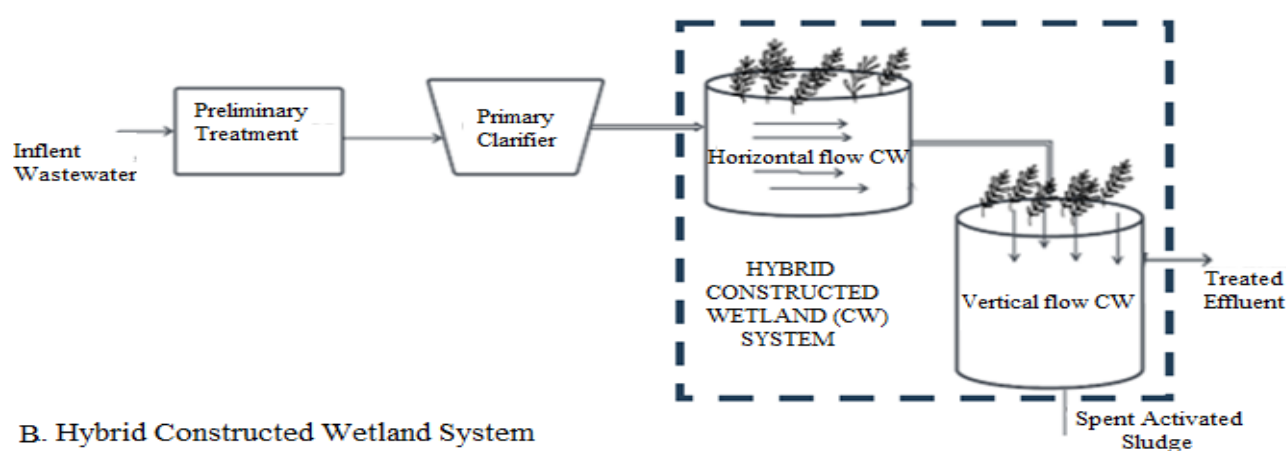 Preliminary
Treatment
Primary
Clarifier
Inflent
Wastewater
Horizontal flow CW
HYBRID
CONSTRUCTED
WETLAND (CW)
SYSTEM
Vertical flow CW
Treated
Effluent
Spent Activated
Sludge
B. Hybrid Constructed Wetland System